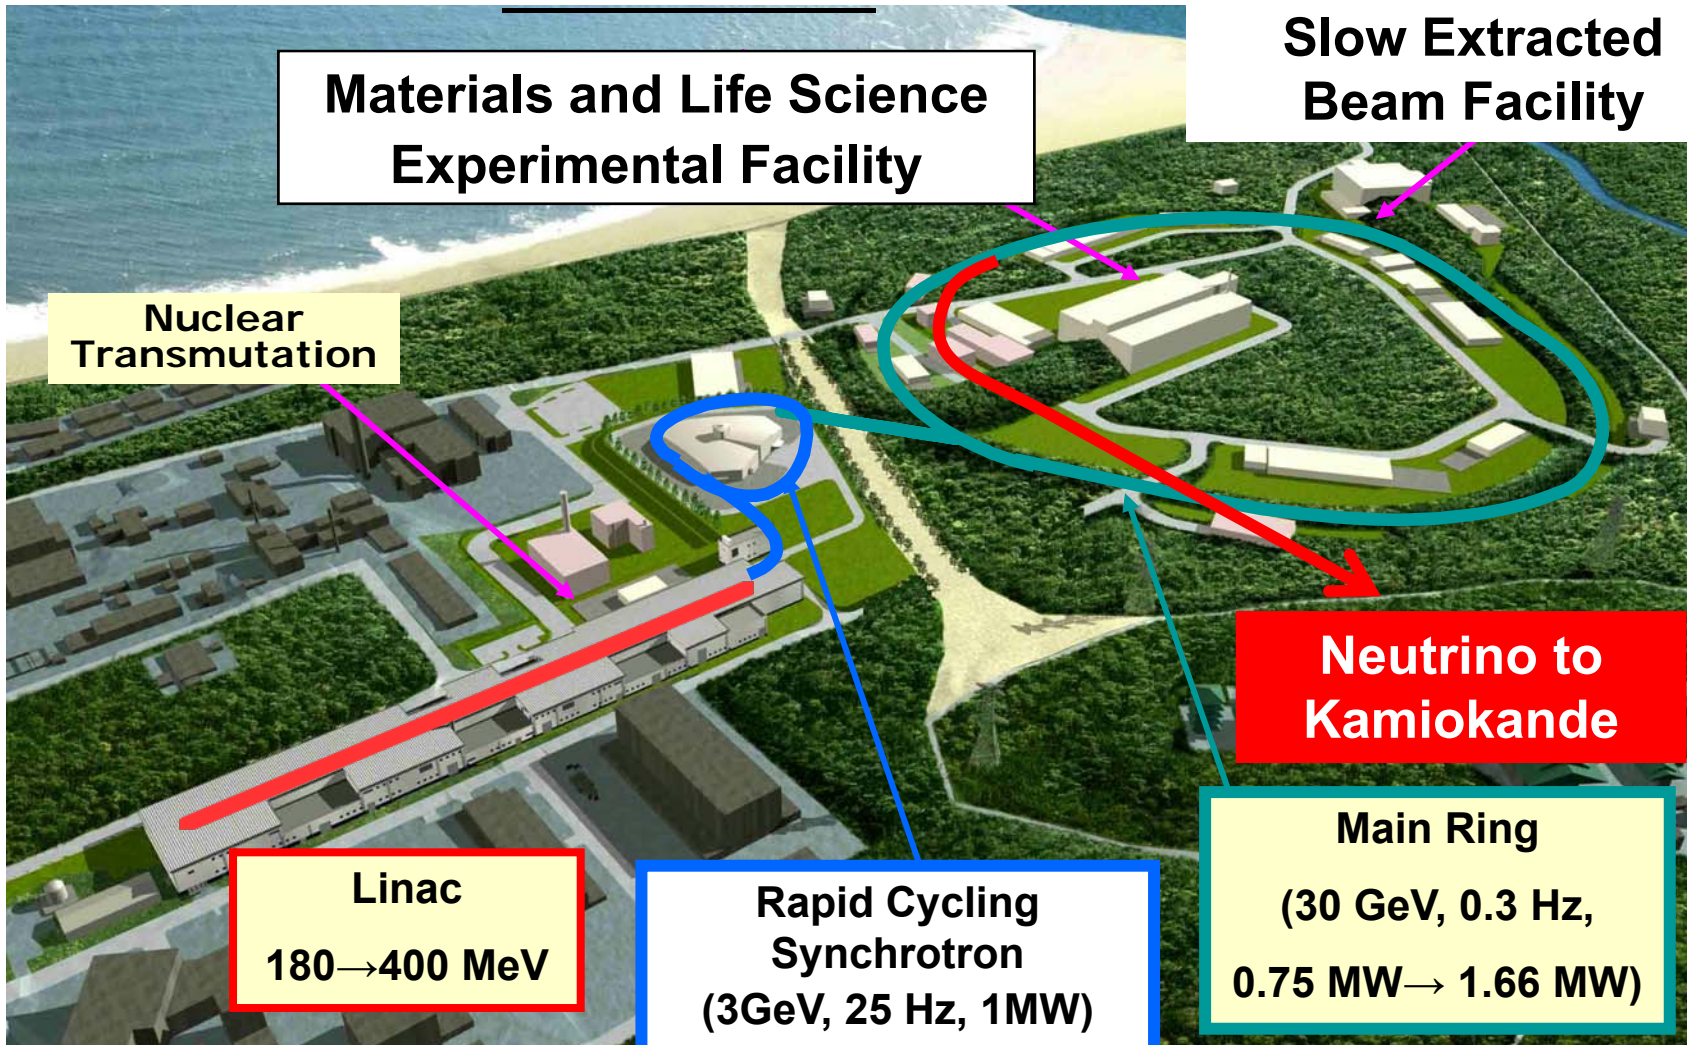 Materials and Life Science
Experimental Facility
Slow Extracted
Beam Facility
Nuclear
Transmutation
Neutrino to
Kamiokande
Main Ring
(30 GeV, 0.3 Hz,
0.75 MW→ 1.66 MW)
Linac
180→400 MeV
Rapid Cycling
Synchrotron
(3GeV, 25 Hz, 1MW)